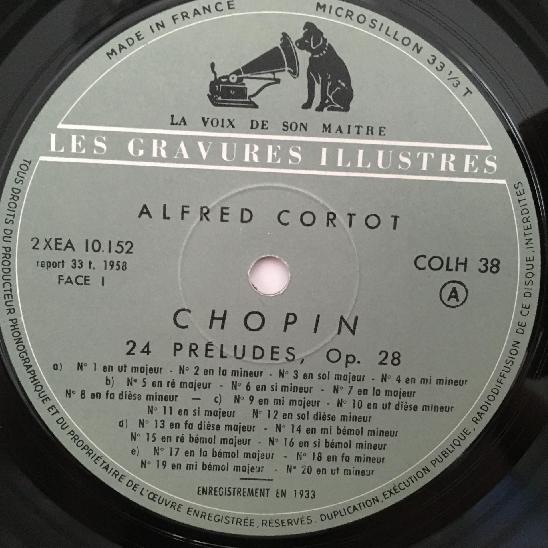 MADE IN FRANCE
MICROSILLON 33 1/3 T
LA VOIX DE SON MAITRE
LES GRAVURES ILLUSTRES
ALFRED CORTOT
2XEA 10.152
report 33 t. 1958
FACE I
COLH 38
A
CHOPIN
24 PRÉLUDES, Op. 28
a) N° 1 en ut majeur - N° 2 en la mineur - N° 3 en sol majeur - N° 4 en mi mineur
b) N° 5 en ré majeur - N° 6 en si mineur - N° 7 en la majeur
N° 8 en fa dièse mineur — c) N° 9 en mi majeur - N° 10 en ut dièse mineur
N° 11 en si majeur - N° 12 en sol dièse mineur
d) N° 13 en fa dièse majeur - N° 14 en mi bémol mineur
N° 15 en ré bémol majeur - N° 16 en si bémol mineur
e) N° 17 en la bémol majeur - N° 18 en fa mineur
N° 19 en mi bémol majeur - N° 20 en ut mineur
ENREGISTREMENT EN 1933
TOUS DROITS DU PRODUCTEUR PHONOGRAPHIQUE ET DU PROPRIÉTAIRE DE L'ŒUVRE ENREGISTRÉE, RÉSERVÉS. DUPLICATION, EXÉCUTION PUBLIQUE, RADIODIFFUSION DE CE DISQUE INTERDITES